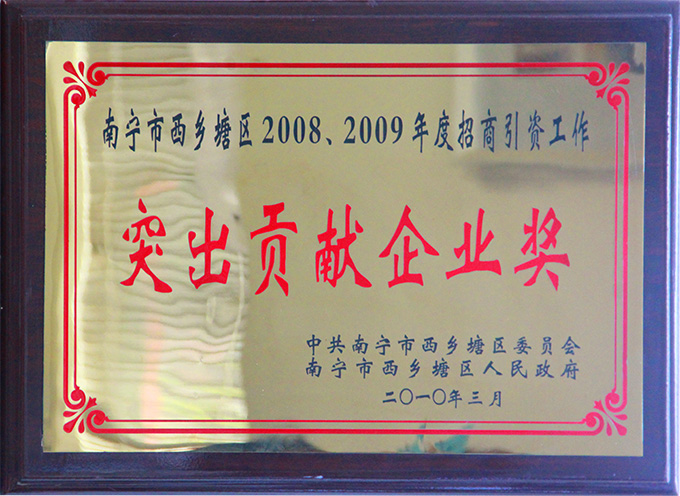 南宁市西乡塘区2008、2009年度招商引资工作
突出贡献企业奖
中共南宁市西乡塘区委员会
南宁市西乡塘区人民政府
二〇一〇年三月